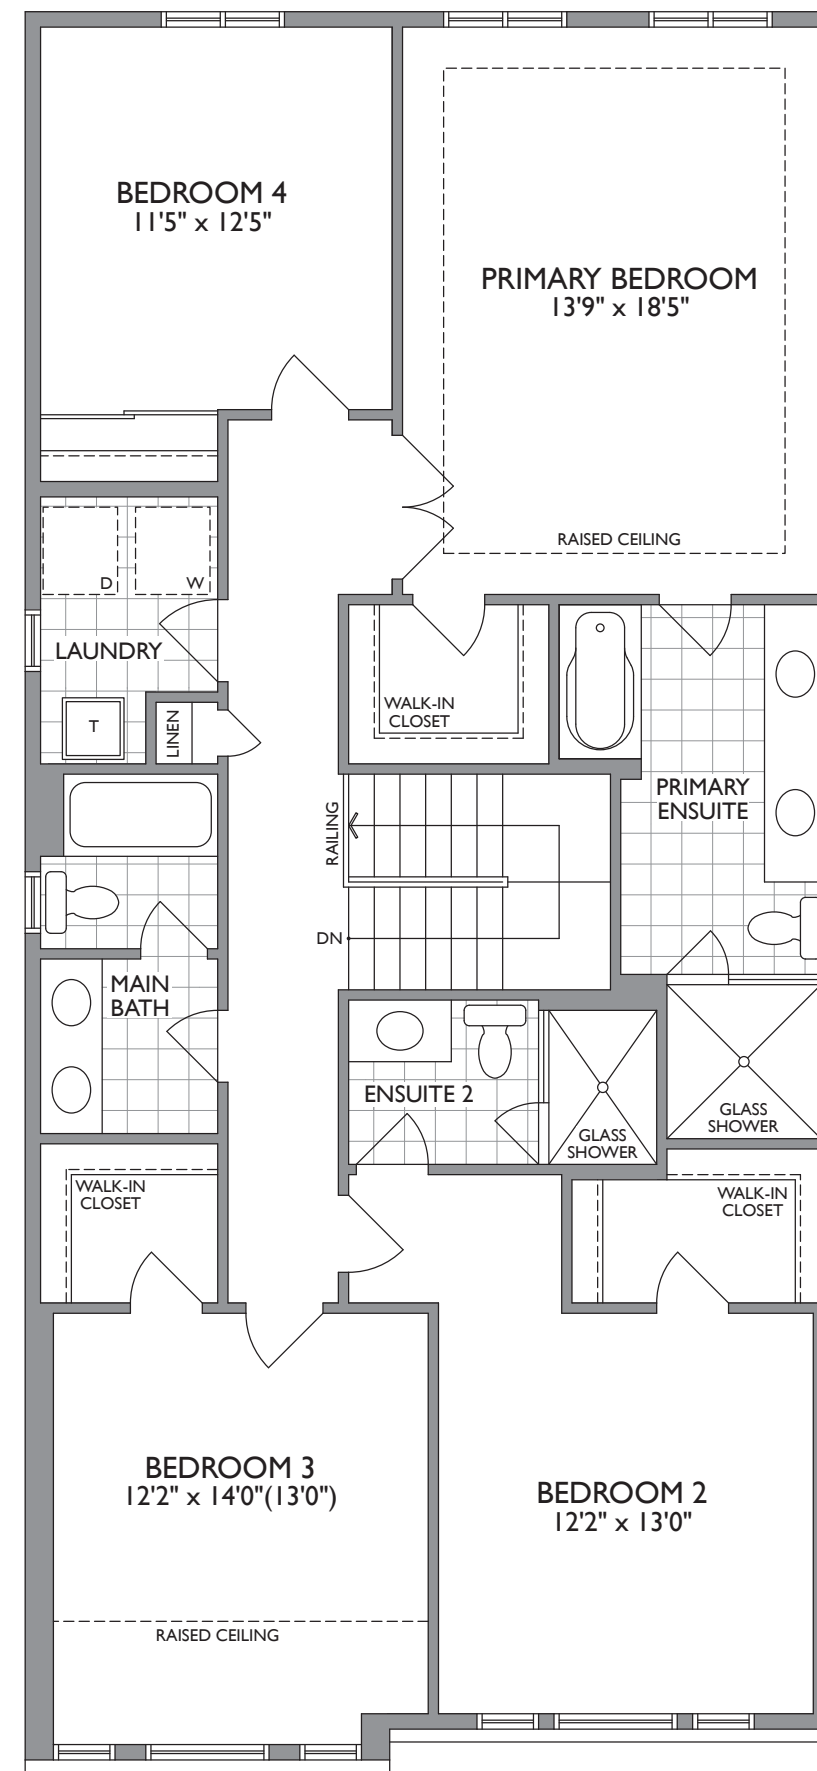 BEDROOM 4
11'5" x 12'5"
PRIMARY BEDROOM
13'9" x 18'5"
RAISED CEILING
D
W
LAUNDRY
T
LINEN
WALK-IN
CLOSET
PRIMARY
ENSUITE
RAILING
DN
MAIN
BATH
ENSUITE 2
GLASS
SHOWER
GLASS
SHOWER
WALK-IN
CLOSET
WALK-IN
CLOSET
BEDROOM 3
12'2" x 14'0"(13'0")
BEDROOM 2
12'2" x 13'0"
RAISED CEILING